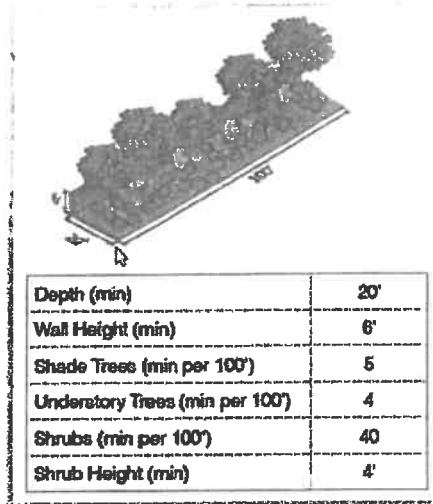 100'
Depth (min) 20'
Wall Height (min) 6'
Shade Trees (min per 100') 5
Understory Trees (min per 100') 4
Shrubs (min per 100') 40
Shrub Height (min) 4'